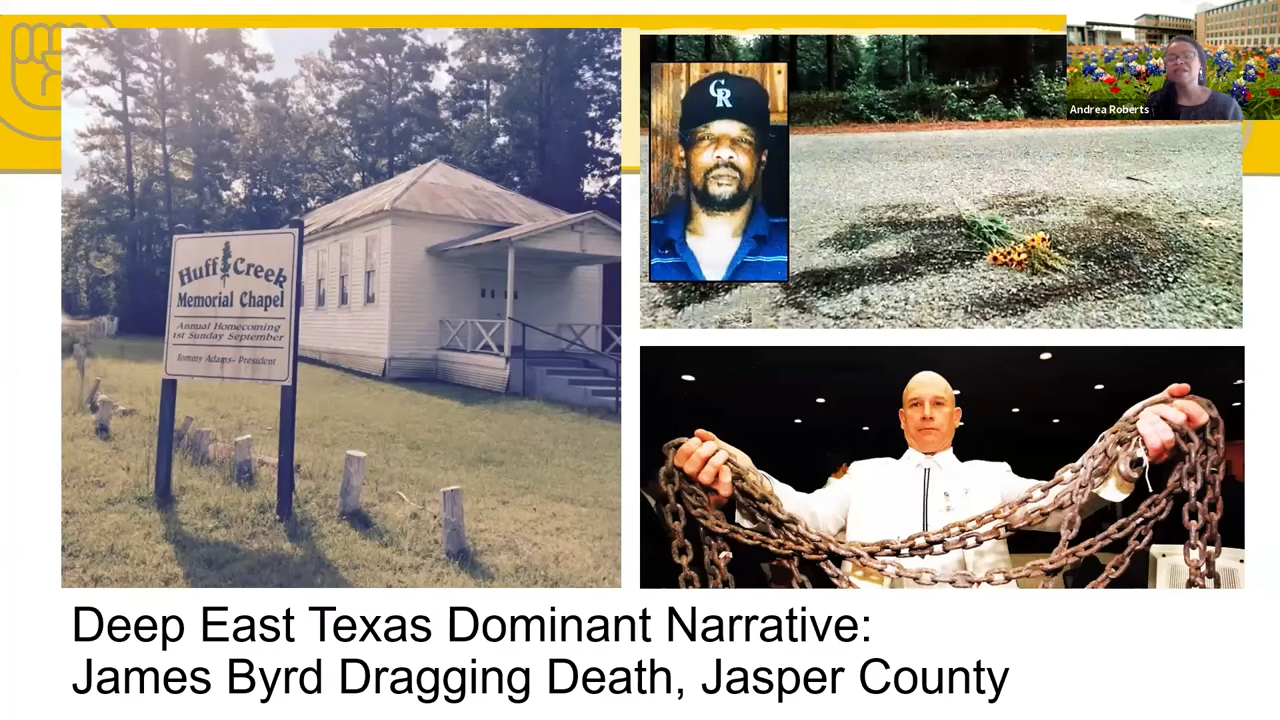 Huff Creek
Memorial Chapel
Annual Homecoming
1st Sunday September
Tommy Adams- President
CR
Andrea Roberts
Deep East Texas Dominant Narrative:
James Byrd Dragging Death, Jasper County